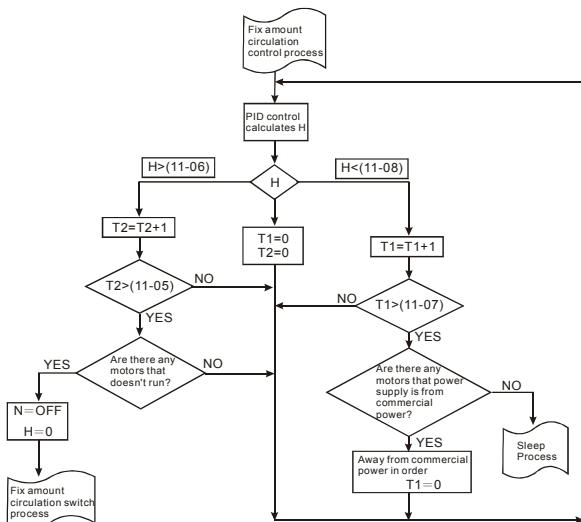 Fix amount
circulation
control process
PID control
calculates H
H>(11-06)
H
H<(11-08)
T2=T2+1
T1=0
T2=0
T1=T1+1
T2>(11-05)
NO
NO
T1>(11-07)
YES
YES
YES
Are there any
motors that
doesn't run?
NO
Are there any
motors that power
supply is from
commercial
power?
NO
N=OFF
H=0
YES
Sleep
Process
Away from commercial
power in order
T1=0
Fix amount
circulation switch
process